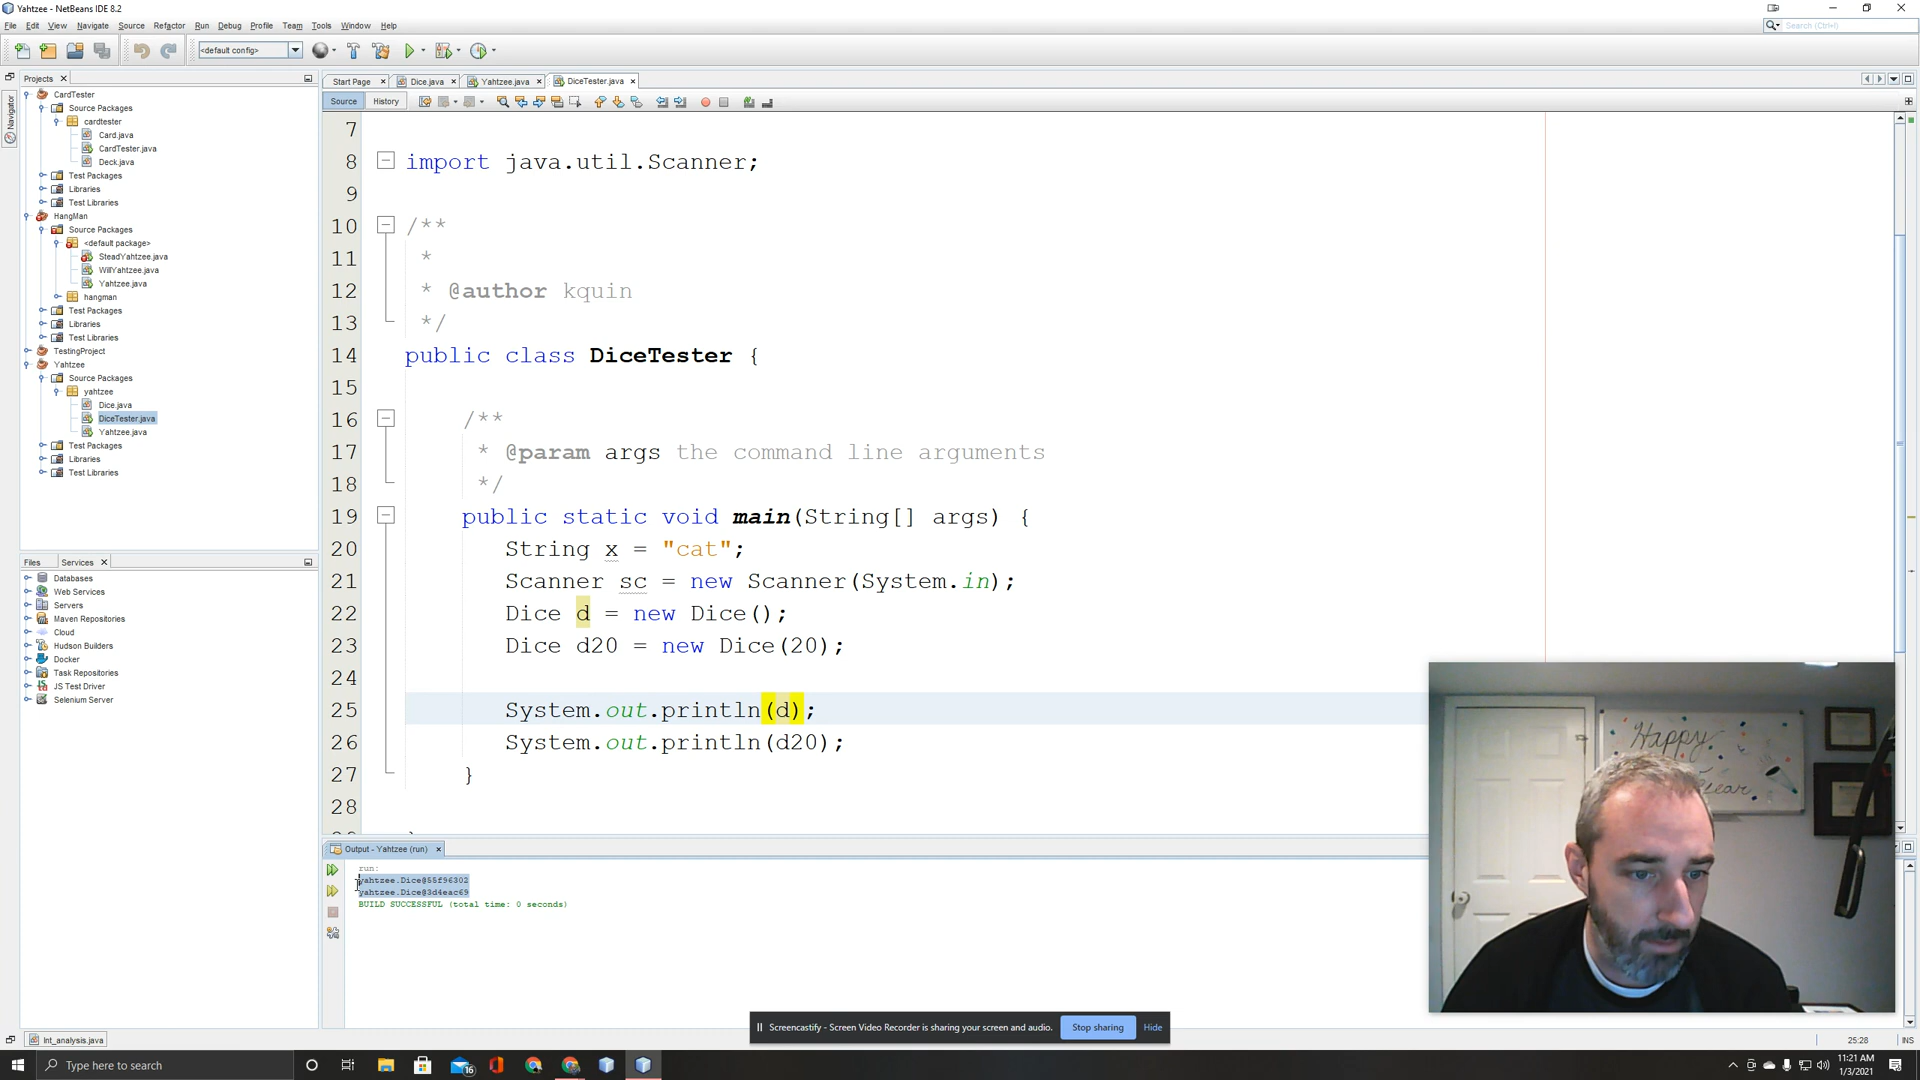 Yahtzee - NetBeans IDE 8.2
File Edit View Navigate Source Refactor Run Debug Profile Team Tools Window Help
Search (Ctrl+I)
<default config>
Projects
Navigator
CardTester
Source Packages
cardtester
Card.java
CardTester.java
Deck.java
Test Packages
Libraries
Test Libraries
HangMan
Source Packages
<default package>
SteadYahtzee.java
WillYahtzee.java
Yahtzee.java
hangman
Test Packages
Libraries
Test Libraries
TestingProject
Yahtzee
Source Packages
yahtzee
Dice.java
DiceTester.java
Yahtzee.java
Test Packages
Libraries
Test Libraries
Files Services
Databases
Web Services
Servers
Maven Repositories
Cloud
Hudson Builders
Docker
Task Repositories
JS Test Driver
Selenium Server
Start Page Dice.java Yahtzee.java DiceTester.java
Source History
7
8 import java.util.Scanner;
9
10 /**
11 *
12 * @author kquin
13 */
14 public class DiceTester {
15
16 /**
17 * @param args the command line arguments
18 */
19 public static void main(String[] args) {
20 String x = "cat";
21 Scanner sc = new Scanner(System.in);
22 Dice d = new Dice();
23 Dice d20 = new Dice(20);
24
25 System.out.println(d);
26 System.out.println(d20);
27 }
28
Output - Yahtzee (run)
run:
yahtzee.Dice@55f96302
yahtzee.Dice@3d4eac69
BUILD SUCCESSFUL (total time: 0 seconds)
Happy
Year
Screencastify - Screen Video Recorder is sharing your screen and audio. Stop sharing Hide
Int_analysis.java
25:28 INS
Type here to search
16
11:21 AM
1/3/2021